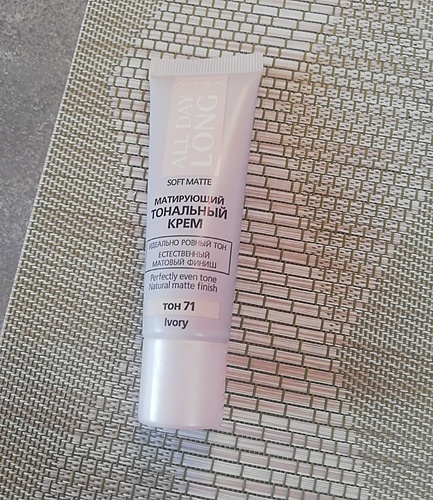 ALL DAY
LONG
SOFT MATTE
МАТИРУЮЩИЙ
ТОНАЛЬНЫЙ
КРЕМ
ИДЕАЛЬНО РОВНЫЙ ТОН
ЕСТЕСТВЕННЫЙ
МАТОВЫЙ ФИНИШ
Perfectly even tone
Natural matte finish
ТОН 71
Ivory